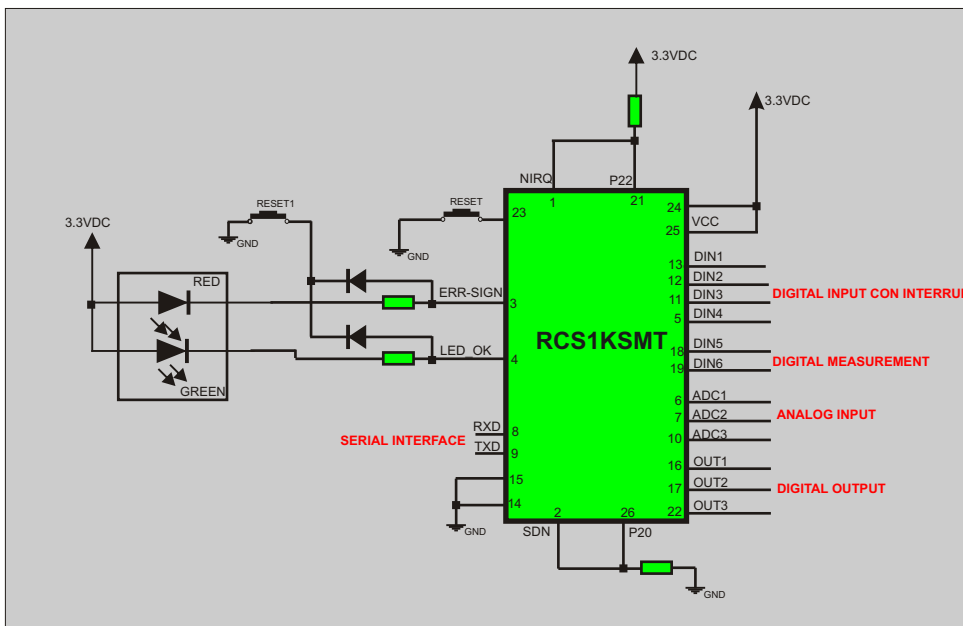 3.3VDC
3.3VDC
NIRQ
P22
1
21
RESET1
RESET
23
24
VCC
25
3.3VDC
GND
GND
RED
ERR-SIGN
3
LED_OK
4
GREEN
RCS1KSMT
13 DIN1
12 DIN2
11 DIN3
DIGITAL INPUT CON INTERRU
5 DIN4
18 DIN5
19 DIN6
DIGITAL MEASUREMENT
6 ADC1
7 ADC2
ANALOG INPUT
10 ADC3
SERIAL INTERFACE
RXD 8
TXD 9
16 OUT1
17 OUT2
DIGITAL OUTPUT
22 OUT3
15
14
GND
2
26
SDN
P20
GND